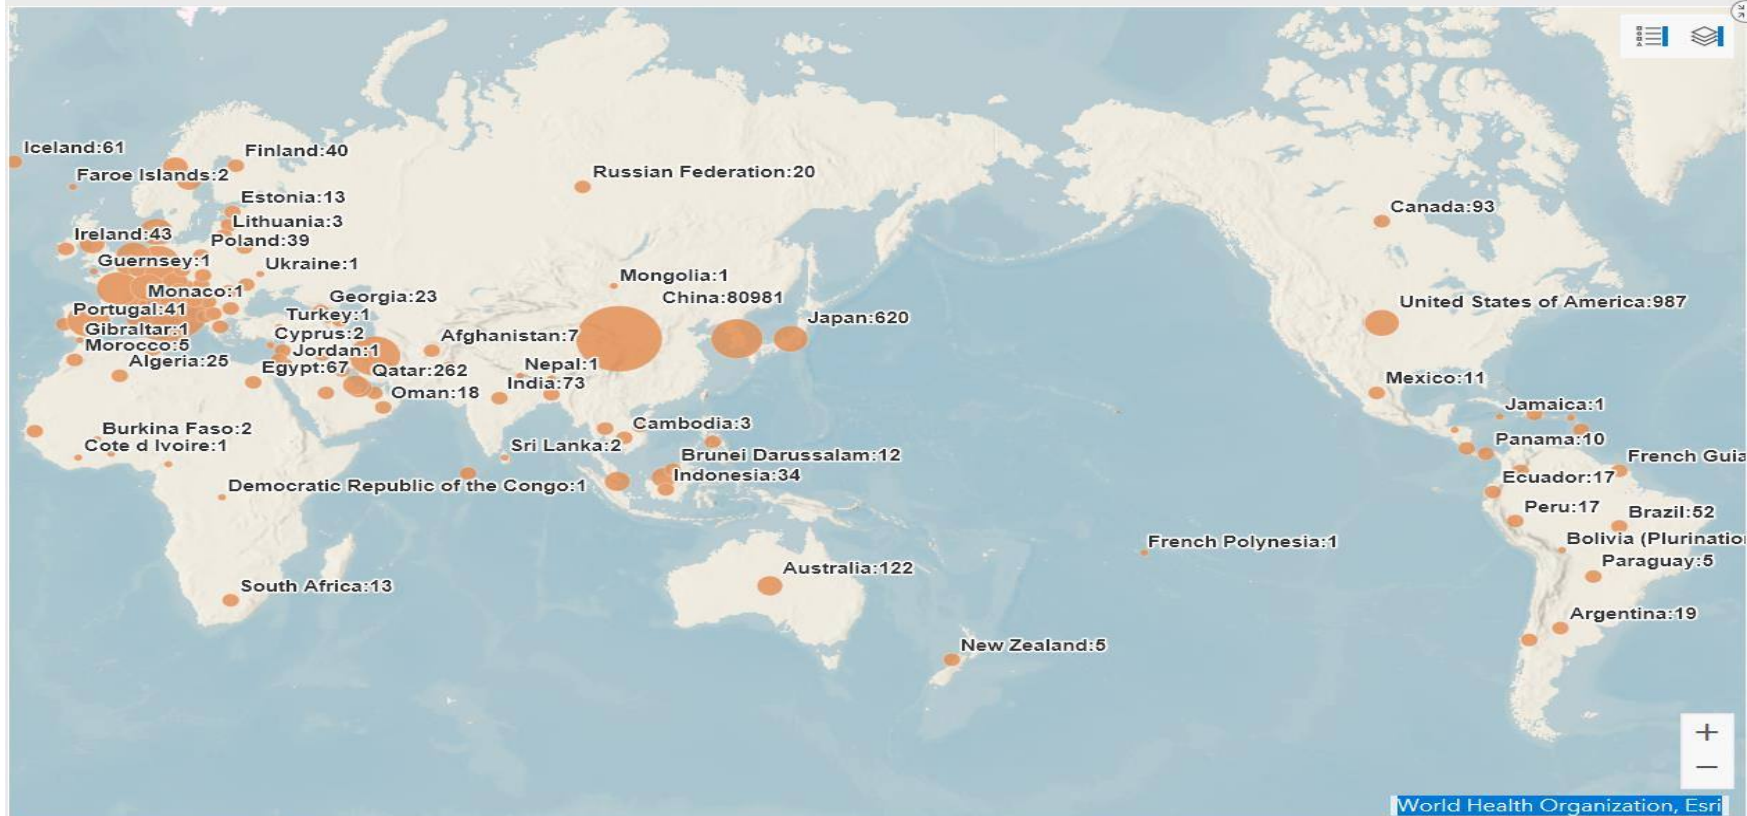 Iceland:61
Finland:40
Faroe Islands:2
Russian Federation:20
Estonia:13
Canada:93
Lithuania:3
Ireland:43
Poland:39
Guernsey:1
Ukraine:1
Mongolia:1
Monaco:1
Georgia:23
China:80981
United States of America:987
Portugal:41
Turkey:1
Japan:620
Gibraltar:1
Cyprus:2
Afghanistan:7
Morocco:5
Jordan:1
Algeria:25
Egypt:67
Qatar:262
Nepal:1
Mexico:11
India:73
Oman:18
Jamaica:1
Burkina Faso:2
Cambodia:3
Cote d Ivoire:1
Sri Lanka:2
Panama:10
Brunei Darussalam:12
French Guia
Indonesia:34
Ecuador:17
Democratic Republic of the Congo:1
Peru:17
Brazil:52
French Polynesia:1
Bolivia (Plurination
Paraguay:5
Australia:122
South Africa:13
Argentina:19
New Zealand:5
World Health Organization, Esri